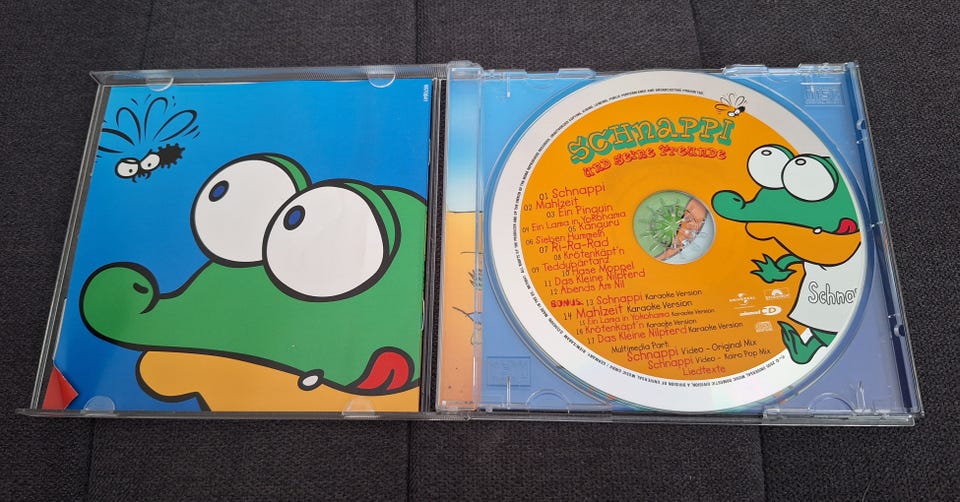 SCHNAPPI
UND SEINE FREUNDE
01 Schnappi
02 Mahlzeit
03 Ein Pinguin
04 Ein Lama in Yokohama
05 Känguru
06 Sieben Hummeln
07 Ri-Ra-Rad
08 Krötenkäpt'n
09 Teddybärtanz
10 Hase Moppel
11 Das Kleine Nilpferd
12 Abends Am Nil
BONUS: 13 Schnappi Karaoke Version
14 Mahlzeit Karaoke Version
15 Ein Lama in Yokohama Karaoke Version
16 Krötenkäpt'n Karaoke Version
17 Das Kleine Nilpferd Karaoke Version
Multimedia Part:
Schnappi Video - Original Mix
Schnappi Video - Kairo Pop Mix
Liedtexte
Schnap
UNIVERSAL
CD